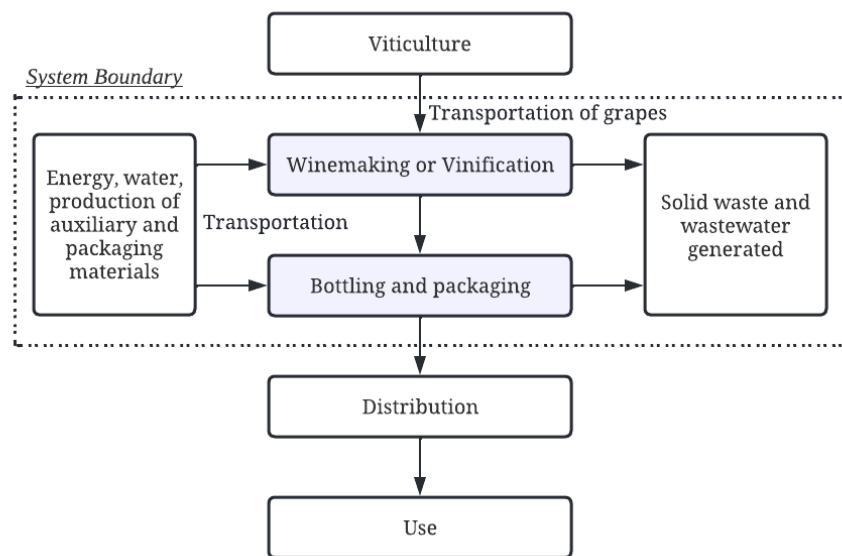 Viticulture
System Boundary
Transportation of grapes
Energy, water,
production of
auxiliary and
packaging
materials
Winemaking or Vinification
Solid waste and
wastewater
generated
Transportation
Bottling and packaging
Distribution
Use